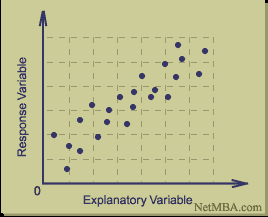 Response Variable
0
Explanatory Variable
NetMBA.com